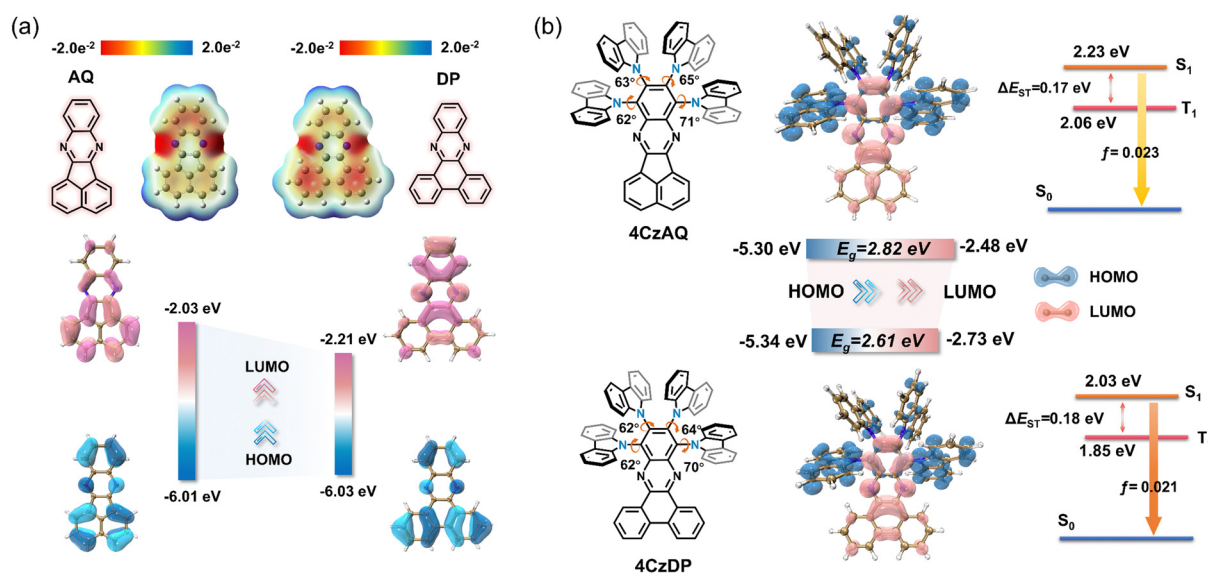 (a)
-2.0e⁻² 2.0e⁻² -2.0e⁻² 2.0e⁻²
AQ DP
N N N N
-2.03 eV
-2.21 eV
LUMO
HOMO
-6.01 eV
-6.03 eV
(b)
N N
63° 65°
N N
62° 71°
N N
4CzAQ
2.23 eV
S₁
ΔE_ST=0.17 eV
T₁
2.06 eV
f = 0.023
S₀
-5.30 eV E_g=2.82 eV -2.48 eV
HOMO LUMO
-5.34 eV E_g=2.61 eV -2.73 eV
HOMO
LUMO
N N
62° 64°
N N
62° 70°
N N
4CzDP
2.03 eV
S₁
ΔE_ST=0.18 eV
T
1.85 eV
f = 0.021
S₀